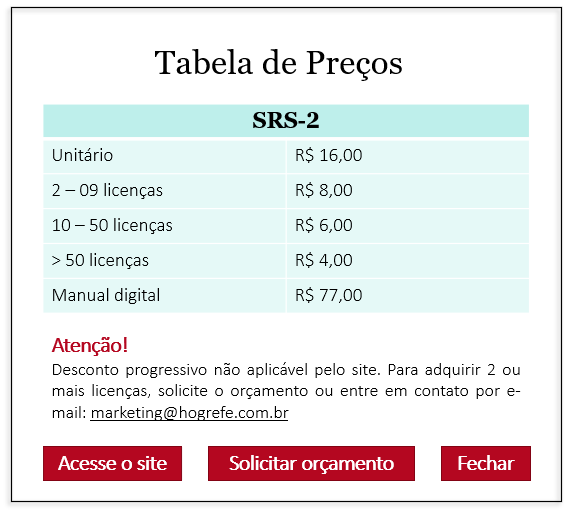 Tabela de Preços
SRS-2
Unitário R$ 16,00
2 – 09 licenças R$ 8,00
10 – 50 licenças R$ 6,00
> 50 licenças R$ 4,00
Manual digital R$ 77,00
Atenção!
Desconto progressivo não aplicável pelo site. Para adquirir 2 ou
mais licenças, solicite o orçamento ou entre em contato por e-
mail: marketing@hogrefe.com.br
Acesse o site Solicitar orçamento Fechar